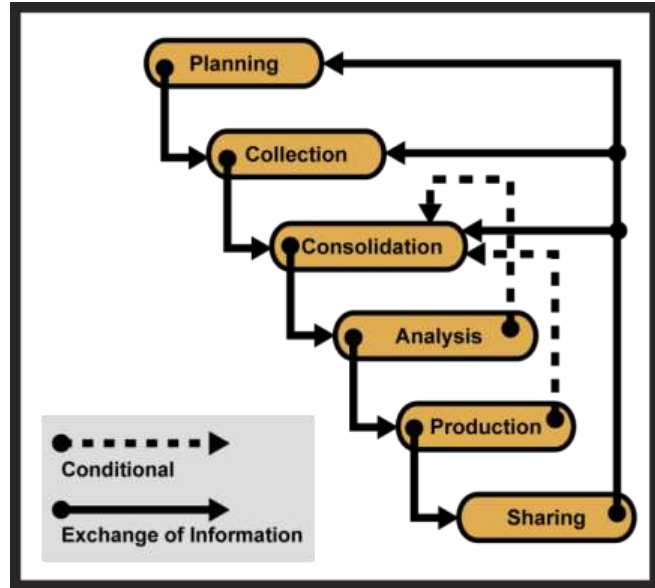 Planning
Collection
Consolidation
Analysis
Production
Sharing
Conditional
Exchange of Information